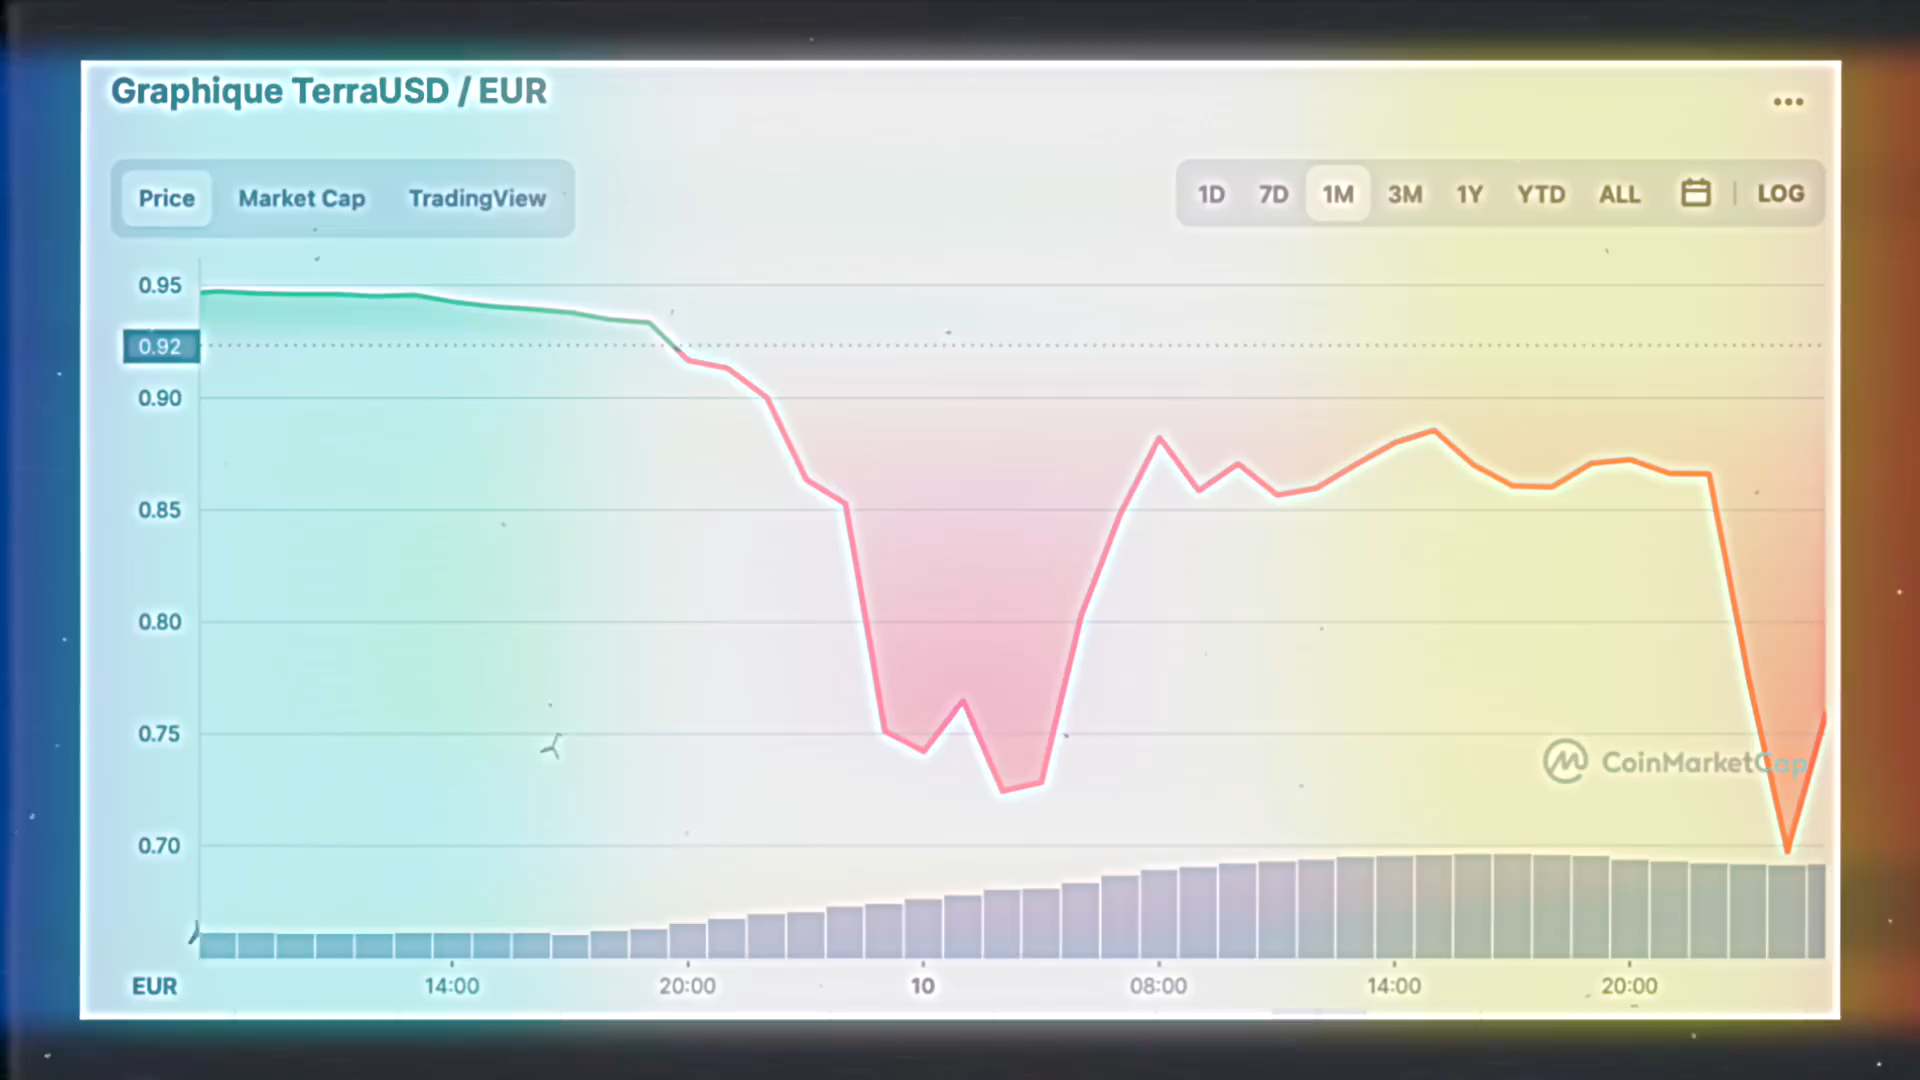 Graphique TerraUSD / EUR
Price Market Cap TradingView
1D 7D 1M 3M 1Y YTD ALL LOG
0.95
0.92
0.90
0.85
0.80
0.75
CoinMarketCap
0.70
EUR 14:00 20:00 10 08:00 14:00 20:00